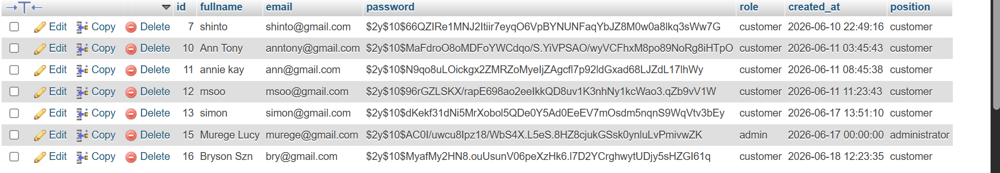 id fullname email password role created_at position
Edit Copy Delete 7 shinto shinto@gmail.com $2y$10$66QZIRe1MNJ2Itiir7eyqO6VpBYNUNFaqYbJZ8M0w0a8lkq3sWw7G customer 2026-06-10 22:49:16 customer
Edit Copy Delete 10 Ann Tony anntony@gmail.com $2y$10$MaFdroO8oMDFoYWCdqo/S.YiVPSAO/wyVCFhxM8po89NoRg8iHTpO customer 2026-06-11 03:45:43 customer
Edit Copy Delete 11 annie kay ann@gmail.com $2y$10$N9qo8uLOickgx2ZMRZoMyeIjZAgcfl7p92ldGxad68LJZdL17lhWy customer 2026-06-11 08:45:38 customer
Edit Copy Delete 12 msoo msoo@gmail.com $2y$10$96rGZLSKX/rapE698ao2eeIkkQD8uv1K3nhNy1kcWao3.qZb9vV1W customer 2026-06-11 11:23:43 customer
Edit Copy Delete 13 simon simon@gmail.com $2y$10$dKekf31dNi5MrXobol5QDe0Y5Ad0EeEV7mOsdm5nqnS9WqVtv3bEy customer 2026-06-17 13:51:10 customer
Edit Copy Delete 15 Murege Lucy murege@gmail.com $2y$10$AC0I/uwcu8Ipz18/WbS4X.L5eS.8HZ8cjukGSsk0ynluLvPmivwZK admin 2026-06-17 00:00:00 administrator
Edit Copy Delete 16 Bryson Szn bry@gmail.com $2y$10$MyafMy2HN8.ouUsunV06peXzHk6.l7D2YCrghwytUDjy5sHZGI61q customer 2026-06-18 12:23:35 customer